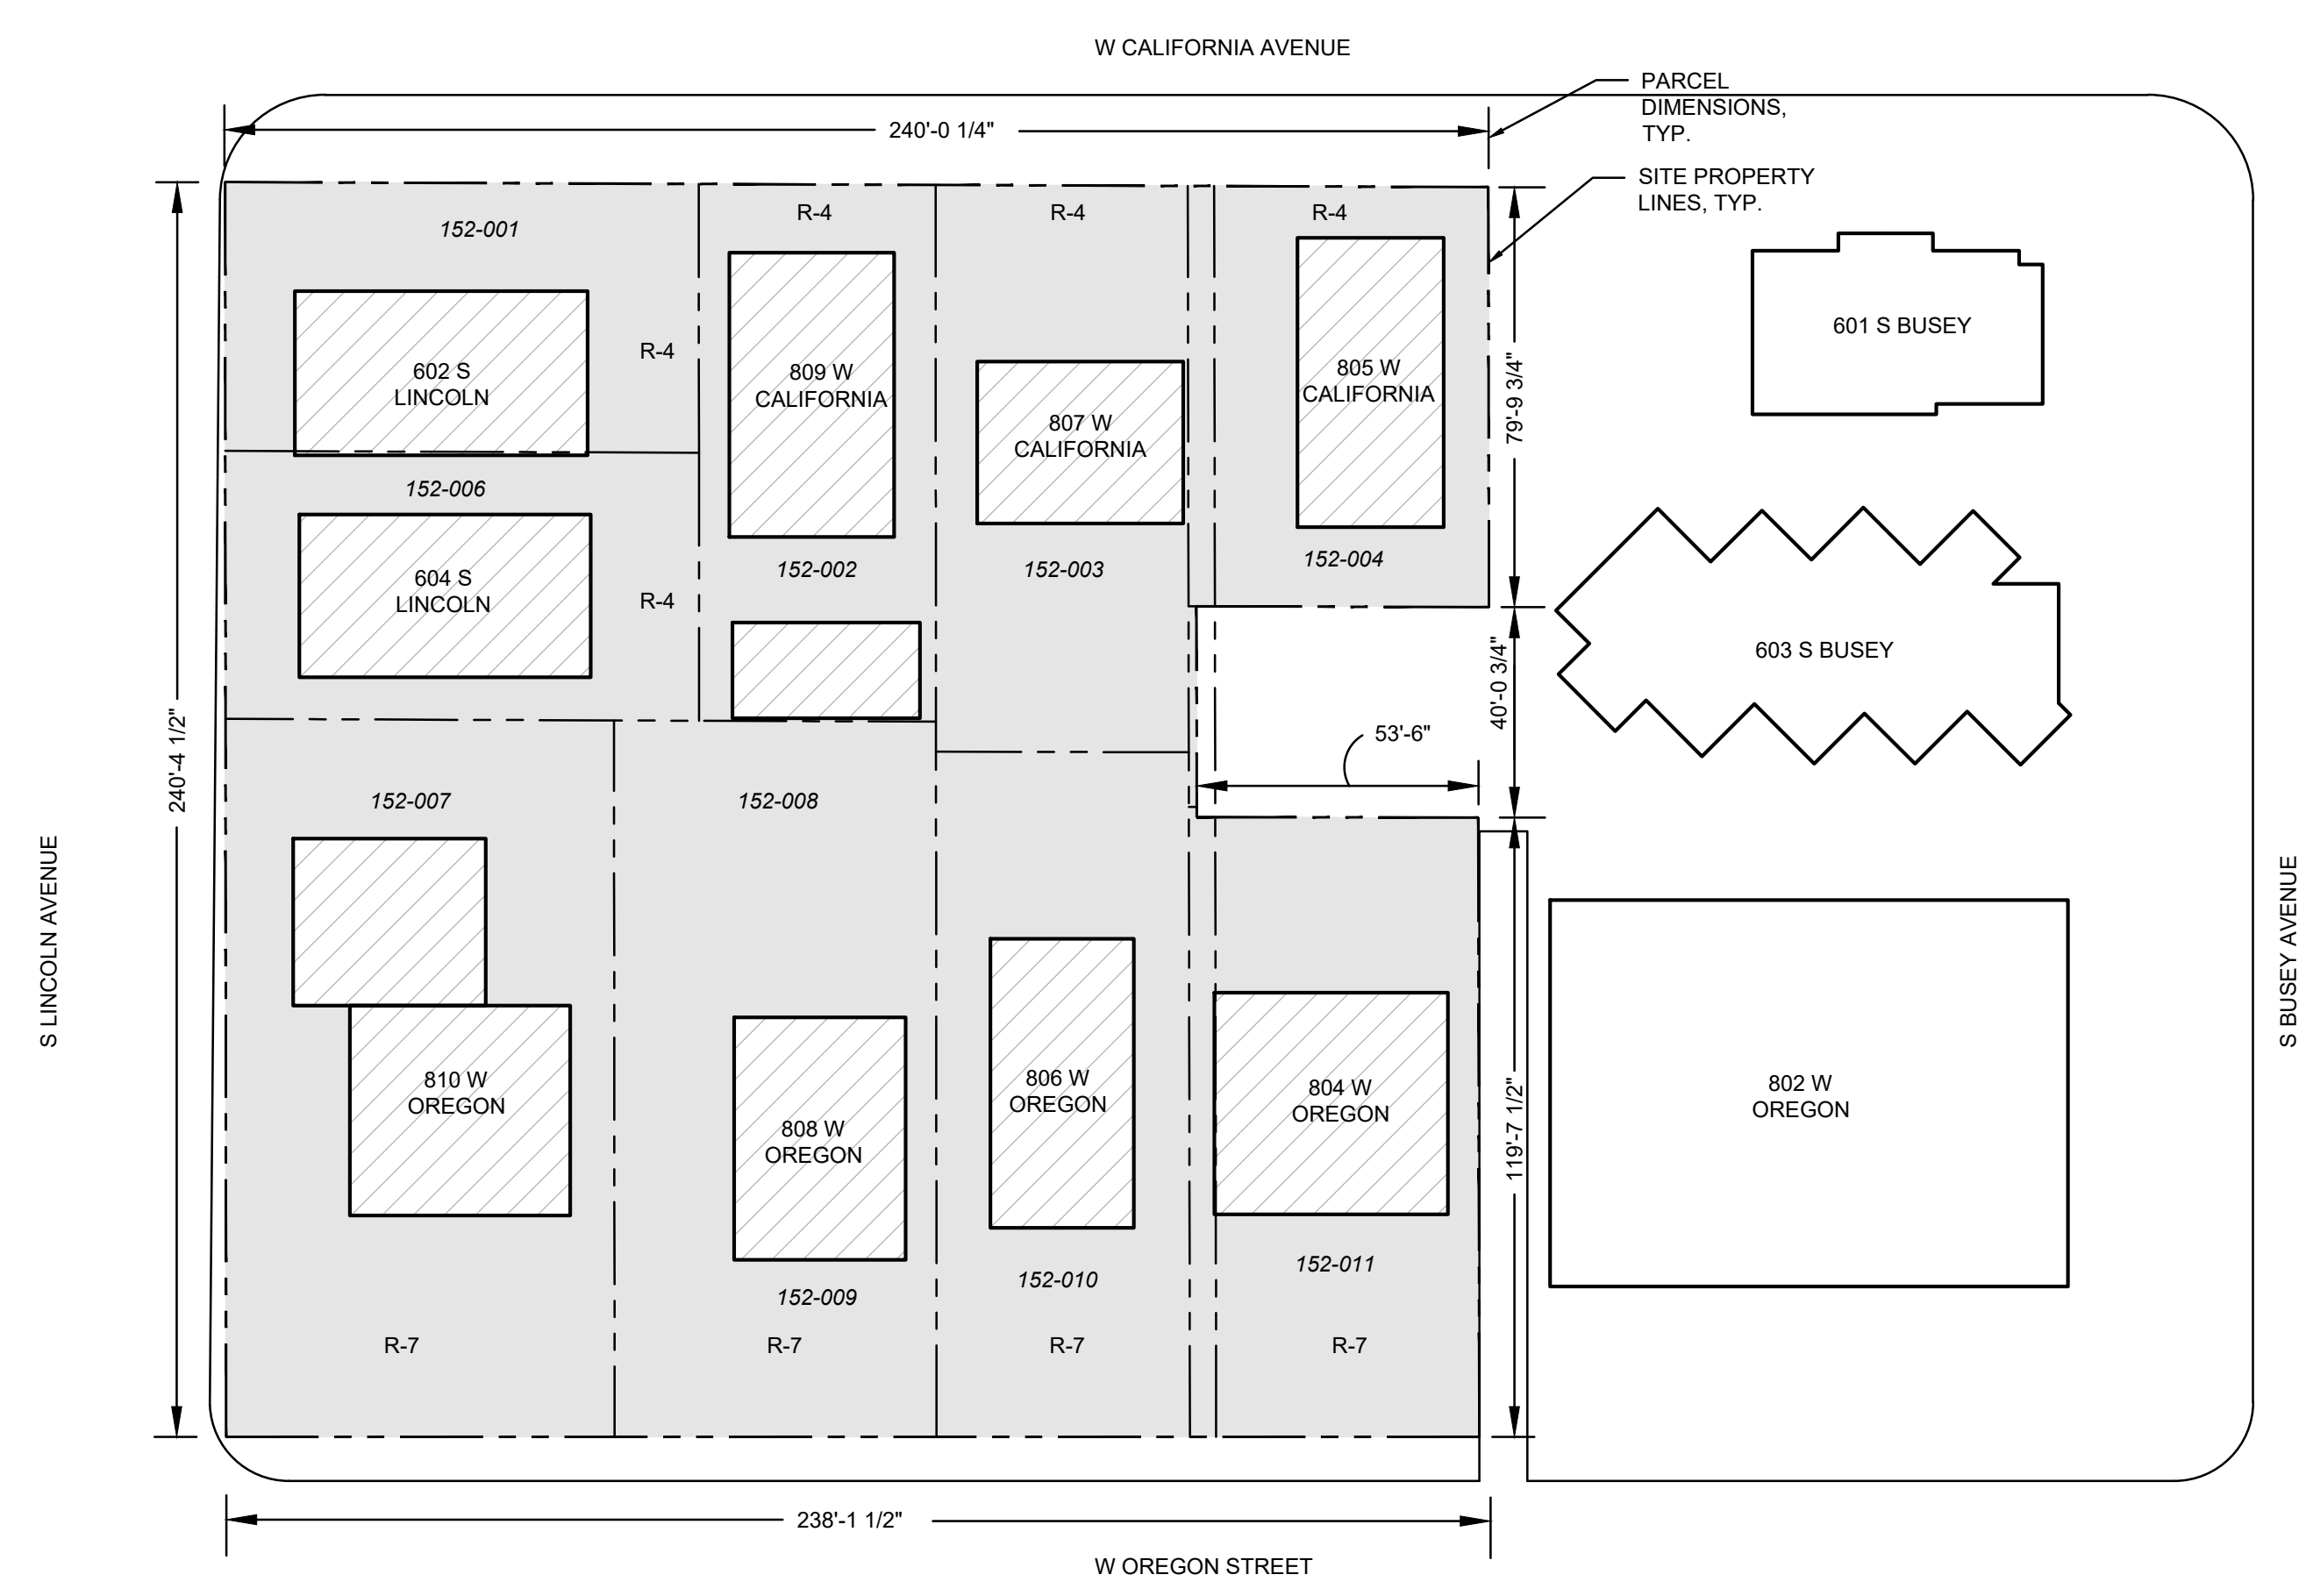 W CALIFORNIA AVENUE
PARCEL
DIMENSIONS,
TYP.
240'-0 1/4"
SITE PROPERTY
LINES, TYP.
R-4
R-4
R-4
152-001
601 S BUSEY
R-4
602 S
LINCOLN
809 W
CALIFORNIA
807 W
CALIFORNIA
805 W
CALIFORNIA
79'-9 3/4"
152-006
152-002
152-003
152-004
604 S
LINCOLN
R-4
603 S BUSEY
40'-0 3/4"
53'-6"
240'-4 1/2"
152-007
152-008
S LINCOLN AVENUE
S BUSEY AVENUE
810 W
OREGON
808 W
OREGON
806 W
OREGON
804 W
OREGON
119'-7 1/2"
802 W
OREGON
152-009
152-010
152-011
R-7
R-7
R-7
R-7
238'-1 1/2"
W OREGON STREET